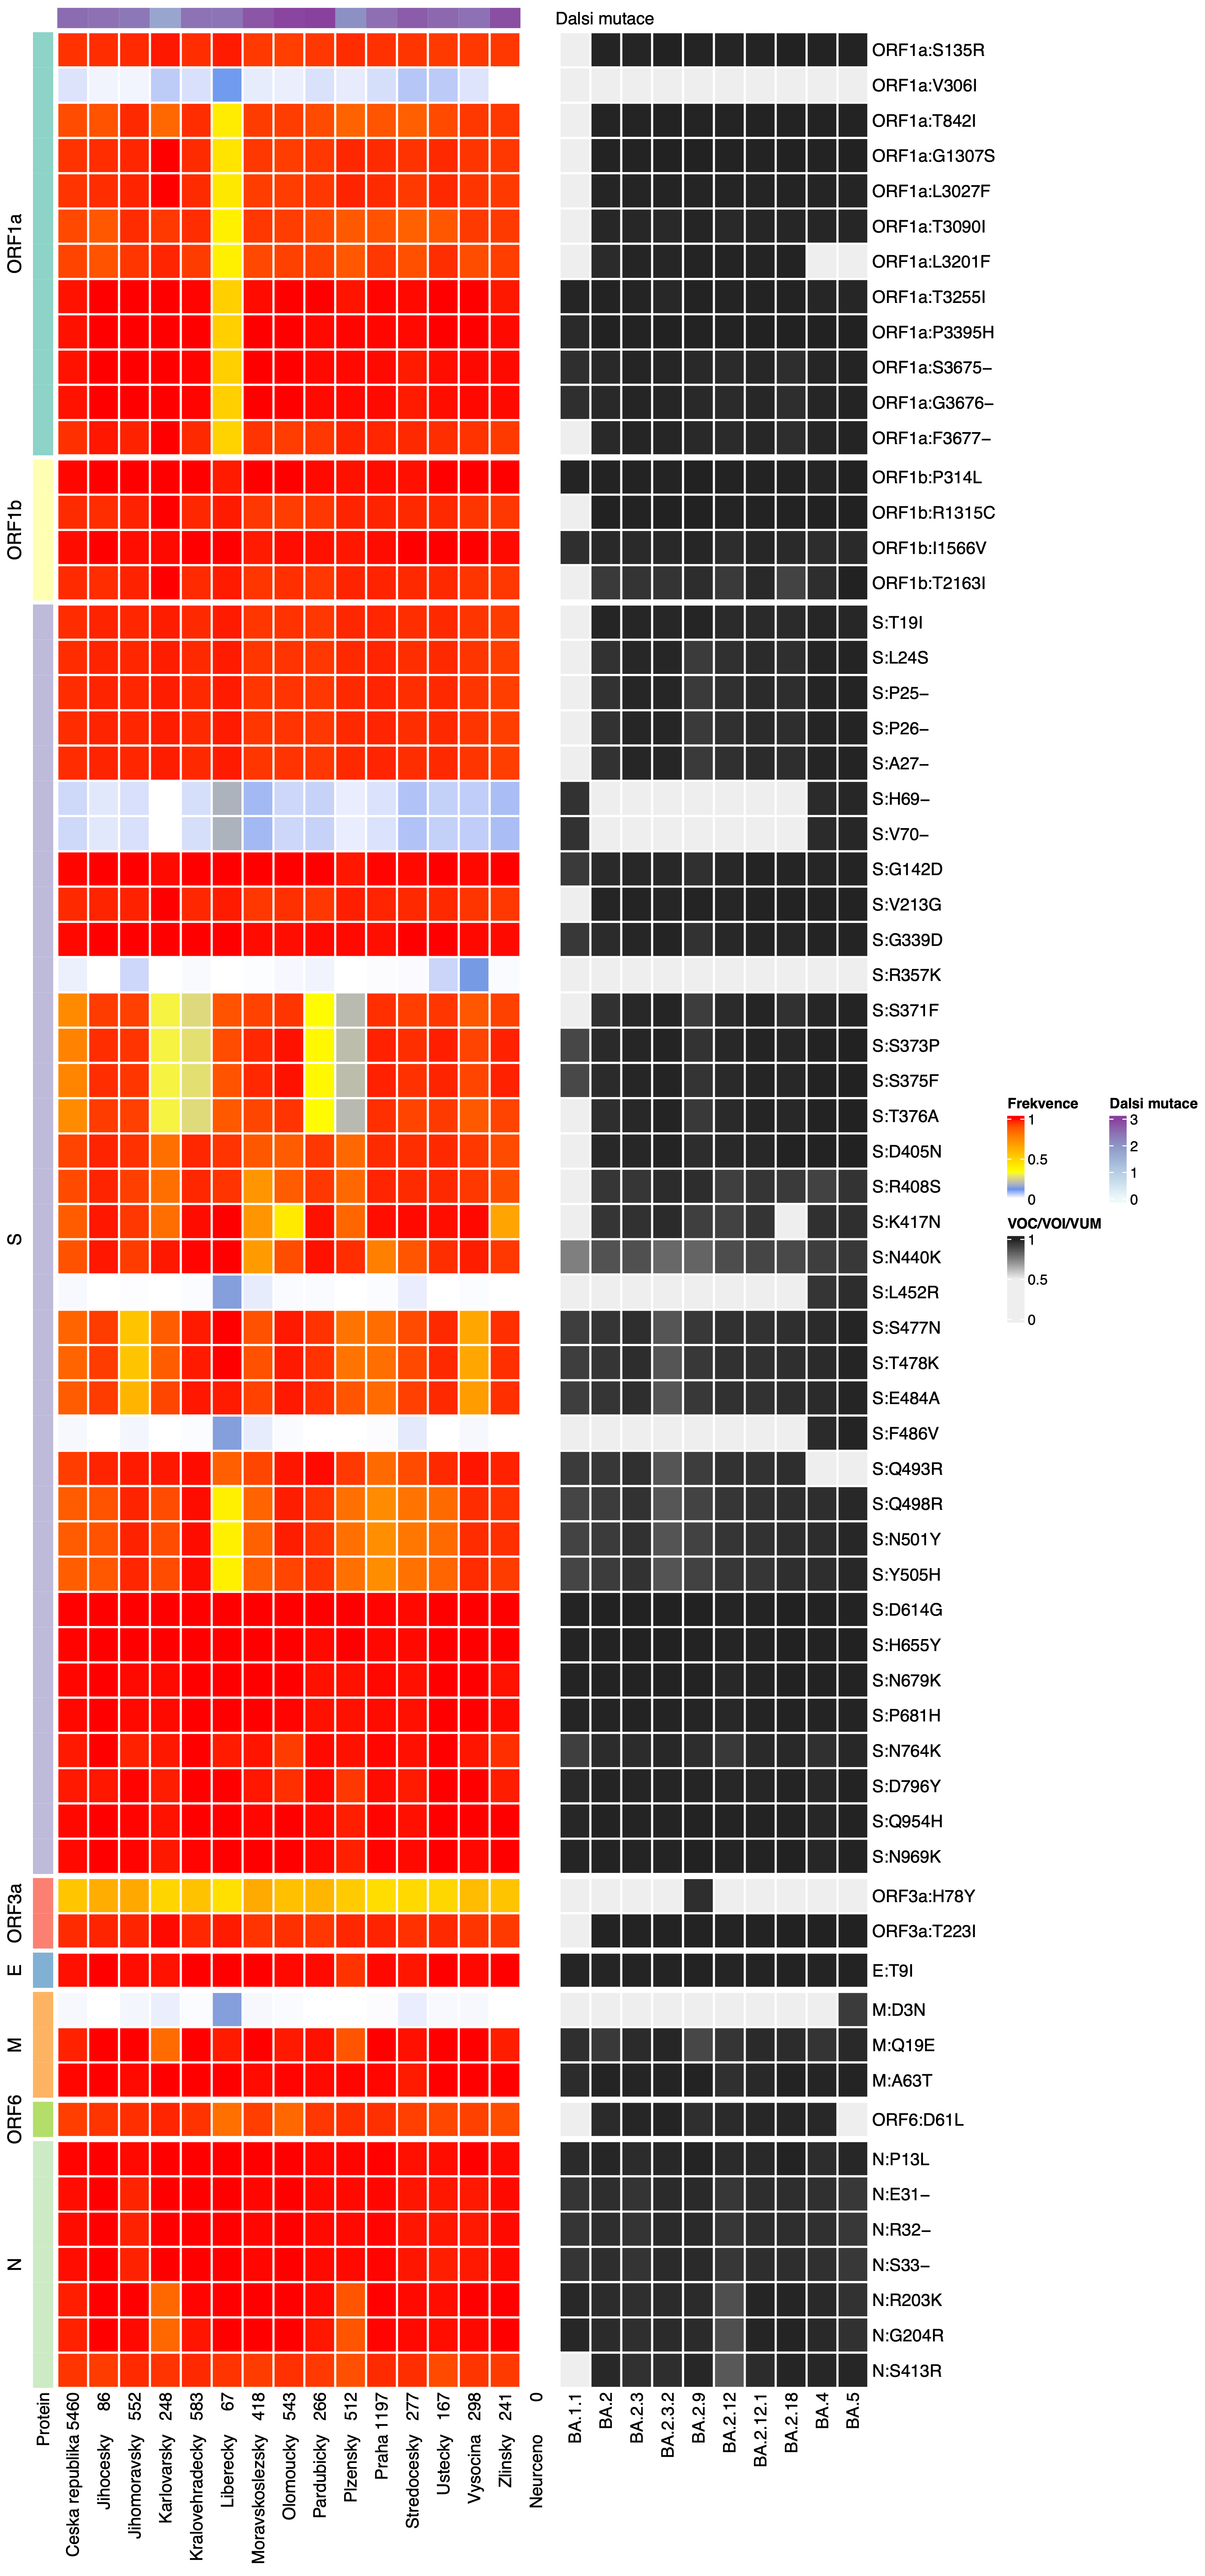 Dalsi mutace
ORF1a
ORF1b
S
ORF3a
E
M
ORF6
N
ORF1a:S135R
ORF1a:V306I
ORF1a:T842I
ORF1a:G1307S
ORF1a:L3027F
ORF1a:T3090I
ORF1a:L3201F
ORF1a:T3255I
ORF1a:P3395H
ORF1a:S3675−
ORF1a:G3676−
ORF1a:F3677−
ORF1b:P314L
ORF1b:R1315C
ORF1b:I1566V
ORF1b:T2163I
S:T19I
S:L24S
S:P25−
S:P26−
S:A27−
S:H69−
S:V70−
S:G142D
S:V213G
S:G339D
S:R357K
S:S371F
S:S373P
S:S375F
S:T376A
S:D405N
S:R408S
S:K417N
S:N440K
S:L452R
S:S477N
S:T478K
S:E484A
S:F486V
S:Q493R
S:Q498R
S:N501Y
S:Y505H
S:D614G
S:H655Y
S:N679K
S:P681H
S:N764K
S:D796Y
S:Q954H
S:N969K
ORF3a:H78Y
ORF3a:T223I
E:T9I
M:D3N
M:Q19E
M:A63T
ORF6:D61L
N:P13L
N:E31−
N:R32−
N:S33−
N:R203K
N:G204R
N:S413R
Frekvence
1
0.5
0
Dalsi mutace
3
2
1
0
VOC/VOI/VUM
1
0.5
0
Protein
Ceska republika 5460
Jihocesky 86
Jihomoravsky 552
Karlovarsky 248
Kralovehradecky 583
Liberecky 67
Moravskoslezsky 418
Olomoucky 543
Pardubicky 266
Plzensky 512
Praha 1197
Stredocesky 277
Ustecky 167
Vysocina 298
Zlinsky 241
Neurceno 0
BA.1.1
BA.2
BA.2.3
BA.2.3.2
BA.2.9
BA.2.12
BA.2.12.1
BA.2.18
BA.4
BA.5